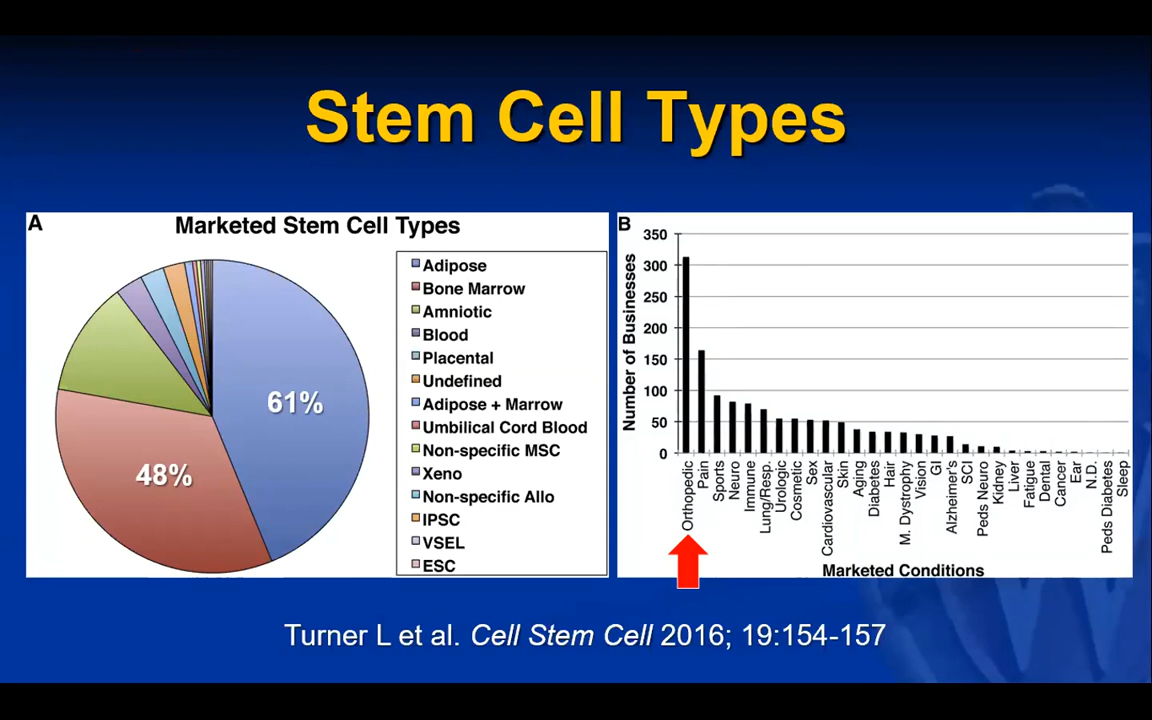 Stem Cell Types
A
Marketed Stem Cell Types
61%
48%
Adipose
Bone Marrow
Amniotic
Blood
Placental
Undefined
Adipose + Marrow
Umbilical Cord Blood
Non-specific MSC
Xeno
Non-specific Allo
IPSC
VSEL
ESC
B
Number of Businesses
350
300
250
200
150
100
50
0
Orthopedic
Pain
Sports
Neuro
Immune
Lung/Resp.
Urologic
Cosmetic
Sex
Cardiovascular
Skin
Aging
Diabetes
Hair
M. Dystrophy
Vision
GI
Alzheimer's
SCI
Peds Neuro
Kidney
Liver
Fatigue
Dental
Cancer
Ear
N.D.
Peds Diabetes
Sleep
Marketed Conditions
Turner L et al. Cell Stem Cell 2016; 19:154-157